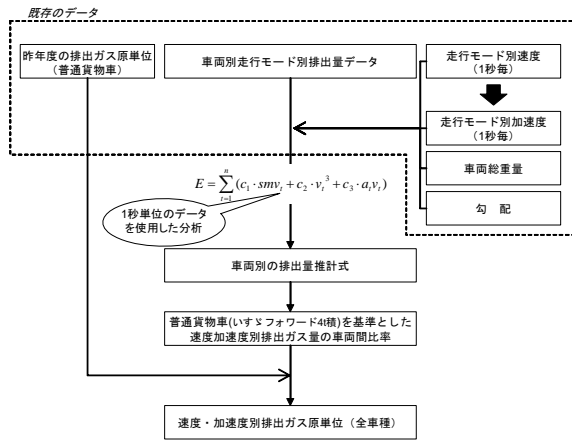 既存のデータ
昨年度の排出ガス原単位
(普通貨物車)
車両別走行モード別排出量データ
走行モード別速度
(1秒毎)
走行モード別加速度
(1秒毎)
車両総重量
勾 配
E = \sum_{t=1}^{n} (c_1 · smv_t + c_2 · v_t^3 + c_3 · a_t v_t)
1秒単位のデータ
を使用した分析
車両別の排出量推計式
普通貨物車(いすゞフォワード4t積)を基準とした
速度加速度別排出ガス量の車両間比率
速度・加速度別排出ガス原単位(全車種)